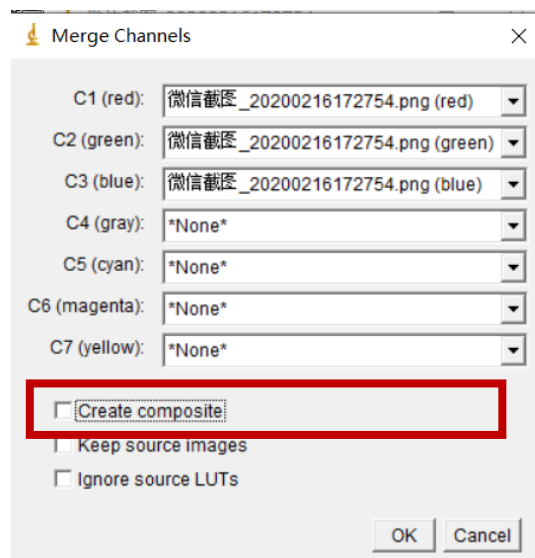 Merge Channels
C1 (red): 微信截图_20200216172754.png (red)
C2 (green): 微信截图_20200216172754.png (green)
C3 (blue): 微信截图_20200216172754.png (blue)
C4 (gray): *None*
C5 (cyan): *None*
C6 (magenta): *None*
C7 (yellow): *None*
Create composite
Keep source images
Ignore source LUTs
OK Cancel